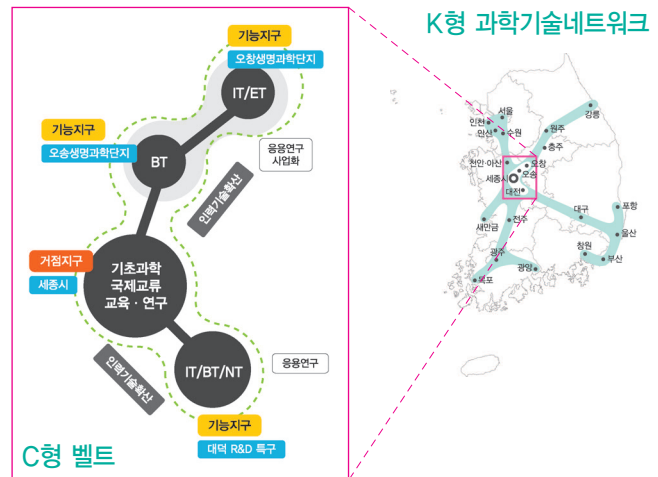 K형 과학기술네트워크
기능지구
오창생명과학단지
IT/ET
기능지구
오송생명과학단지
BT
응용연구
사업화
인력기술확산
거점지구
세종시
기초과학
국제교류
교육 · 연구
인력기술확산
IT/BT/NT
응용연구
기능지구
대덕 R&D 특구
C형 벨트
서울
인천
안산
수원
원주
강릉
충주
천안·아산
오창
오송
세종시
대전
대구
포항
울산
새만금
전주
창원
부산
광주
광양
목포